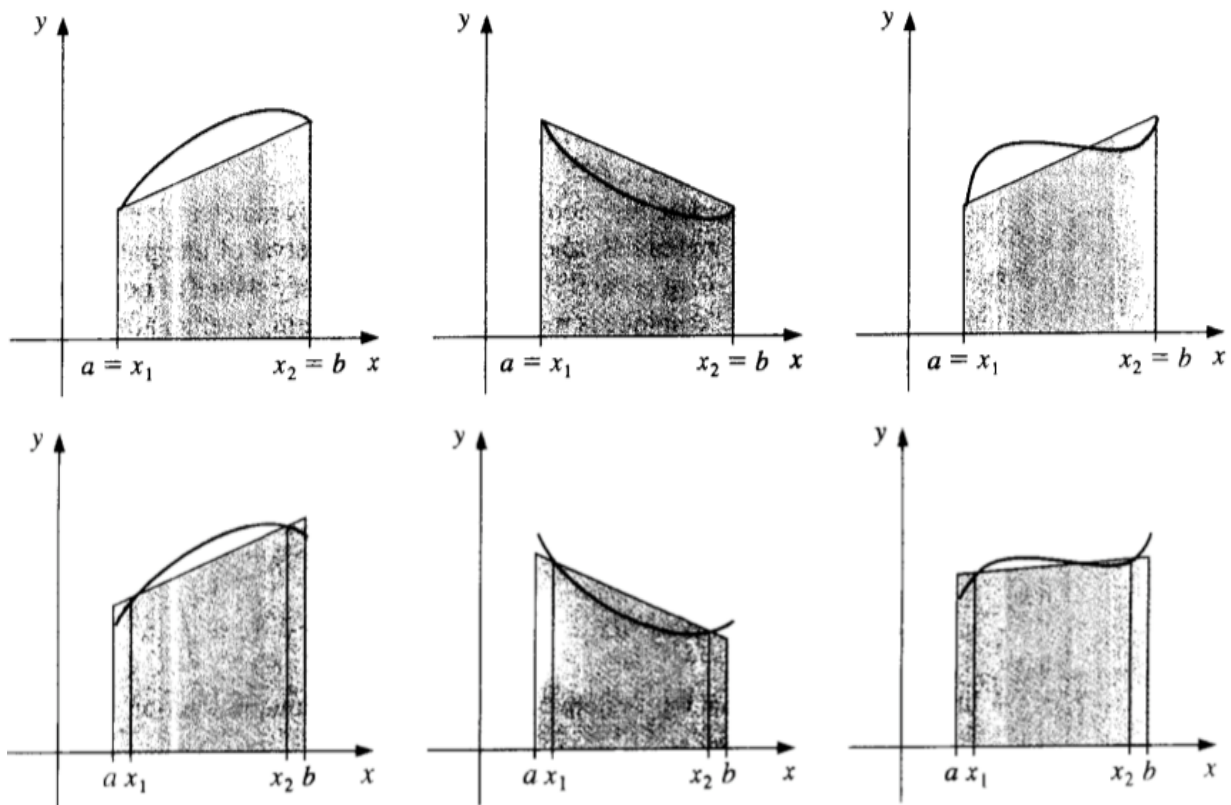 y
y
y
a = x₁ x₂ = b x
a = x₁ x₂ = b x
a = x₁ x₂ = b x
y
y
y
a x₁ x₂ b x
a x₁ x₂ b x
a x₁ x₂ b x